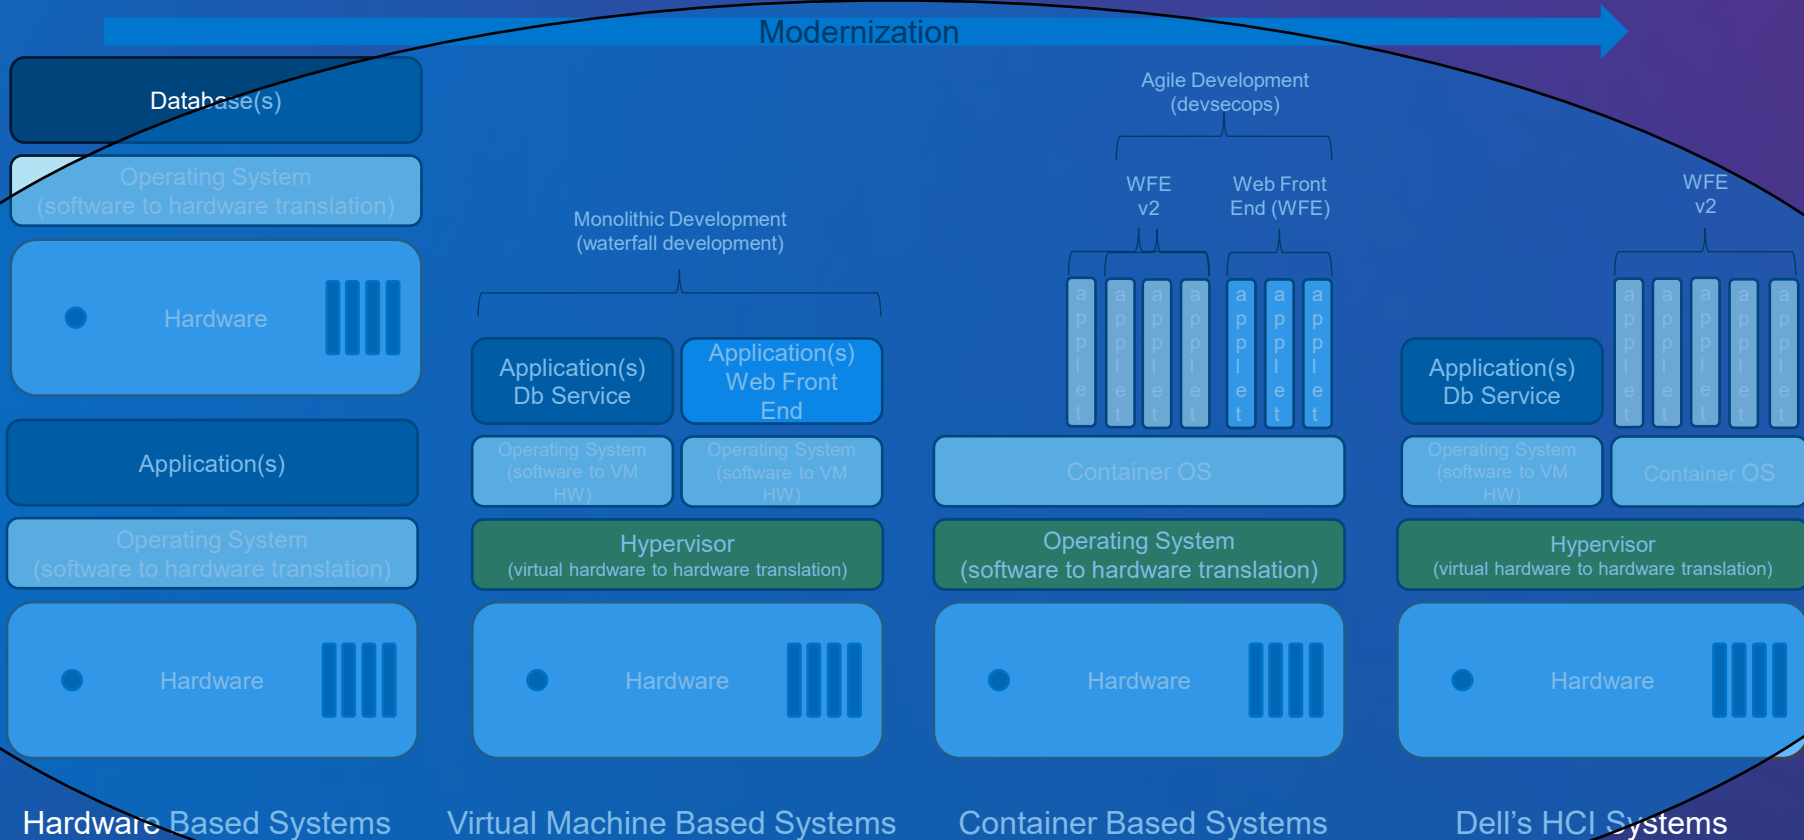 Modernization
Database(s)
Operating System
(software to hardware translation)
Hardware
Application(s)
Operating System
(software to hardware translation)
Hardware
Hardware Based Systems
Monolithic Development
(waterfall development)
Application(s)
Db Service
Application(s)
Web Front
End
Operating System
(software to VM
HW)
Operating System
(software to VM
HW)
Hypervisor
(virtual hardware to hardware translation)
Hardware
Virtual Machine Based Systems
Agile Development
(devsecops)
WFE
v2
Web Front
End (WFE)
applet
applet
applet
applet
applet
applet
applet
Container OS
Operating System
(software to hardware translation)
Hardware
Container Based Systems
WFE
v2
Application(s)
Db Service
applet
applet
applet
applet
applet
Operating System
(software to VM
HW)
Container OS
Hypervisor
(virtual hardware to hardware translation)
Hardware
Dell's HCI Systems